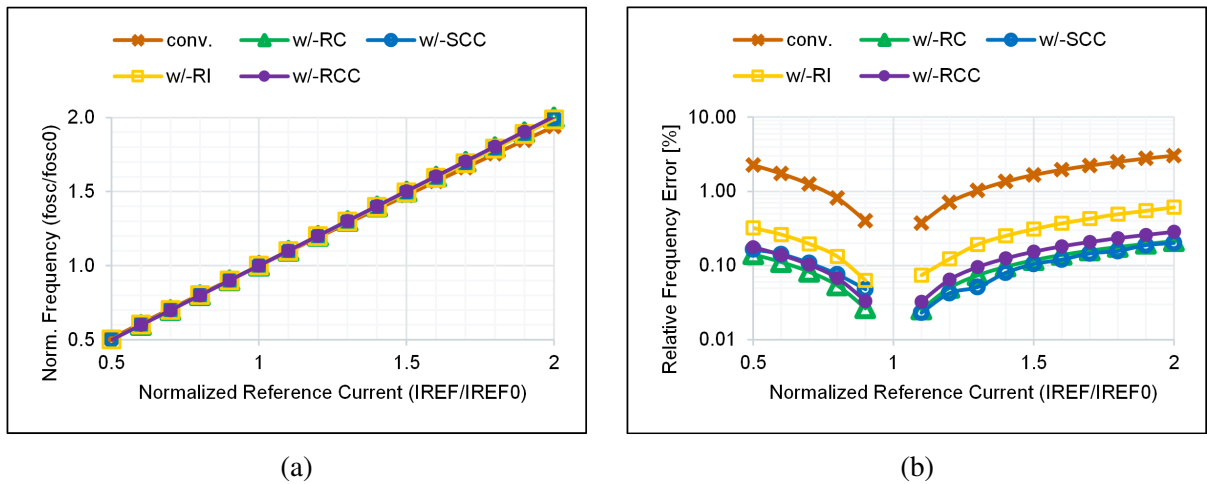 conv. w/-RC w/-SCC
w/-RI w/-RCC
Norm. Frequency (fosc/fosc0)
2.0
1.5
1.0
0.5
0.5 1 1.5 2
Normalized Reference Current (IREF/IREF0)
(a)
conv. w/-RC w/-SCC
w/-RI w/-RCC
Relative Frequency Error [%]
10.00
1.00
0.10
0.01
0.5 1 1.5 2
Normalized Reference Current (IREF/IREF0)
(b)